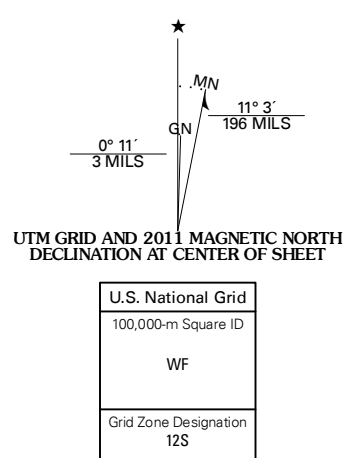 MN
11° 3´
196 MILS
GN
0° 11´
3 MILS
UTM GRID AND 2011 MAGNETIC NORTH
DECLINATION AT CENTER OF SHEET
U.S. National Grid
100,000-m Square ID
WF
Grid Zone Designation
12S